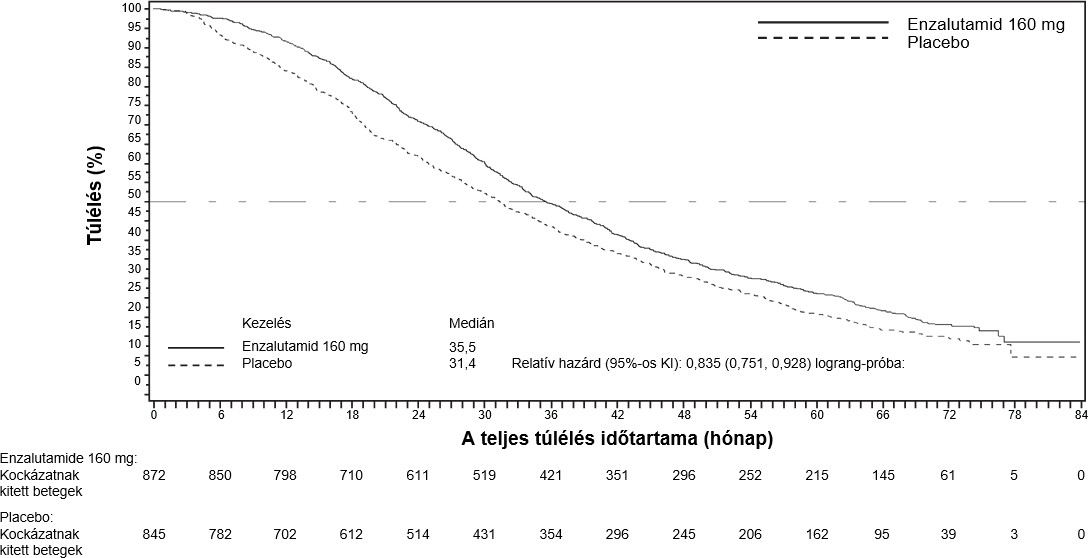 100
95
90
85
80
75
70
65
60
55
50
45
40
35
30
25
20
15
10
5
0
Túlélés (%)
Enzalutamid 160 mg
Placebo
Kezelés Medián
Enzalutamid 160 mg 35,5
Placebo 31,4 Relatív hazárd (95%-os KI): 0,835 (0,751, 0,928) lograng-próba:
0 6 12 18 24 30 36 42 48 54 60 66 72 78 84
A teljes túlélés időtartama (hónap)
Enzalutamide 160 mg:
Kockázatnak 872 850 798 710 611 519 421 351 296 252 215 145 61 5 0
kitett betegek
Placebo:
Kockázatnak 845 782 702 612 514 431 354 296 245 206 162 95 39 3 0
kitett betegek